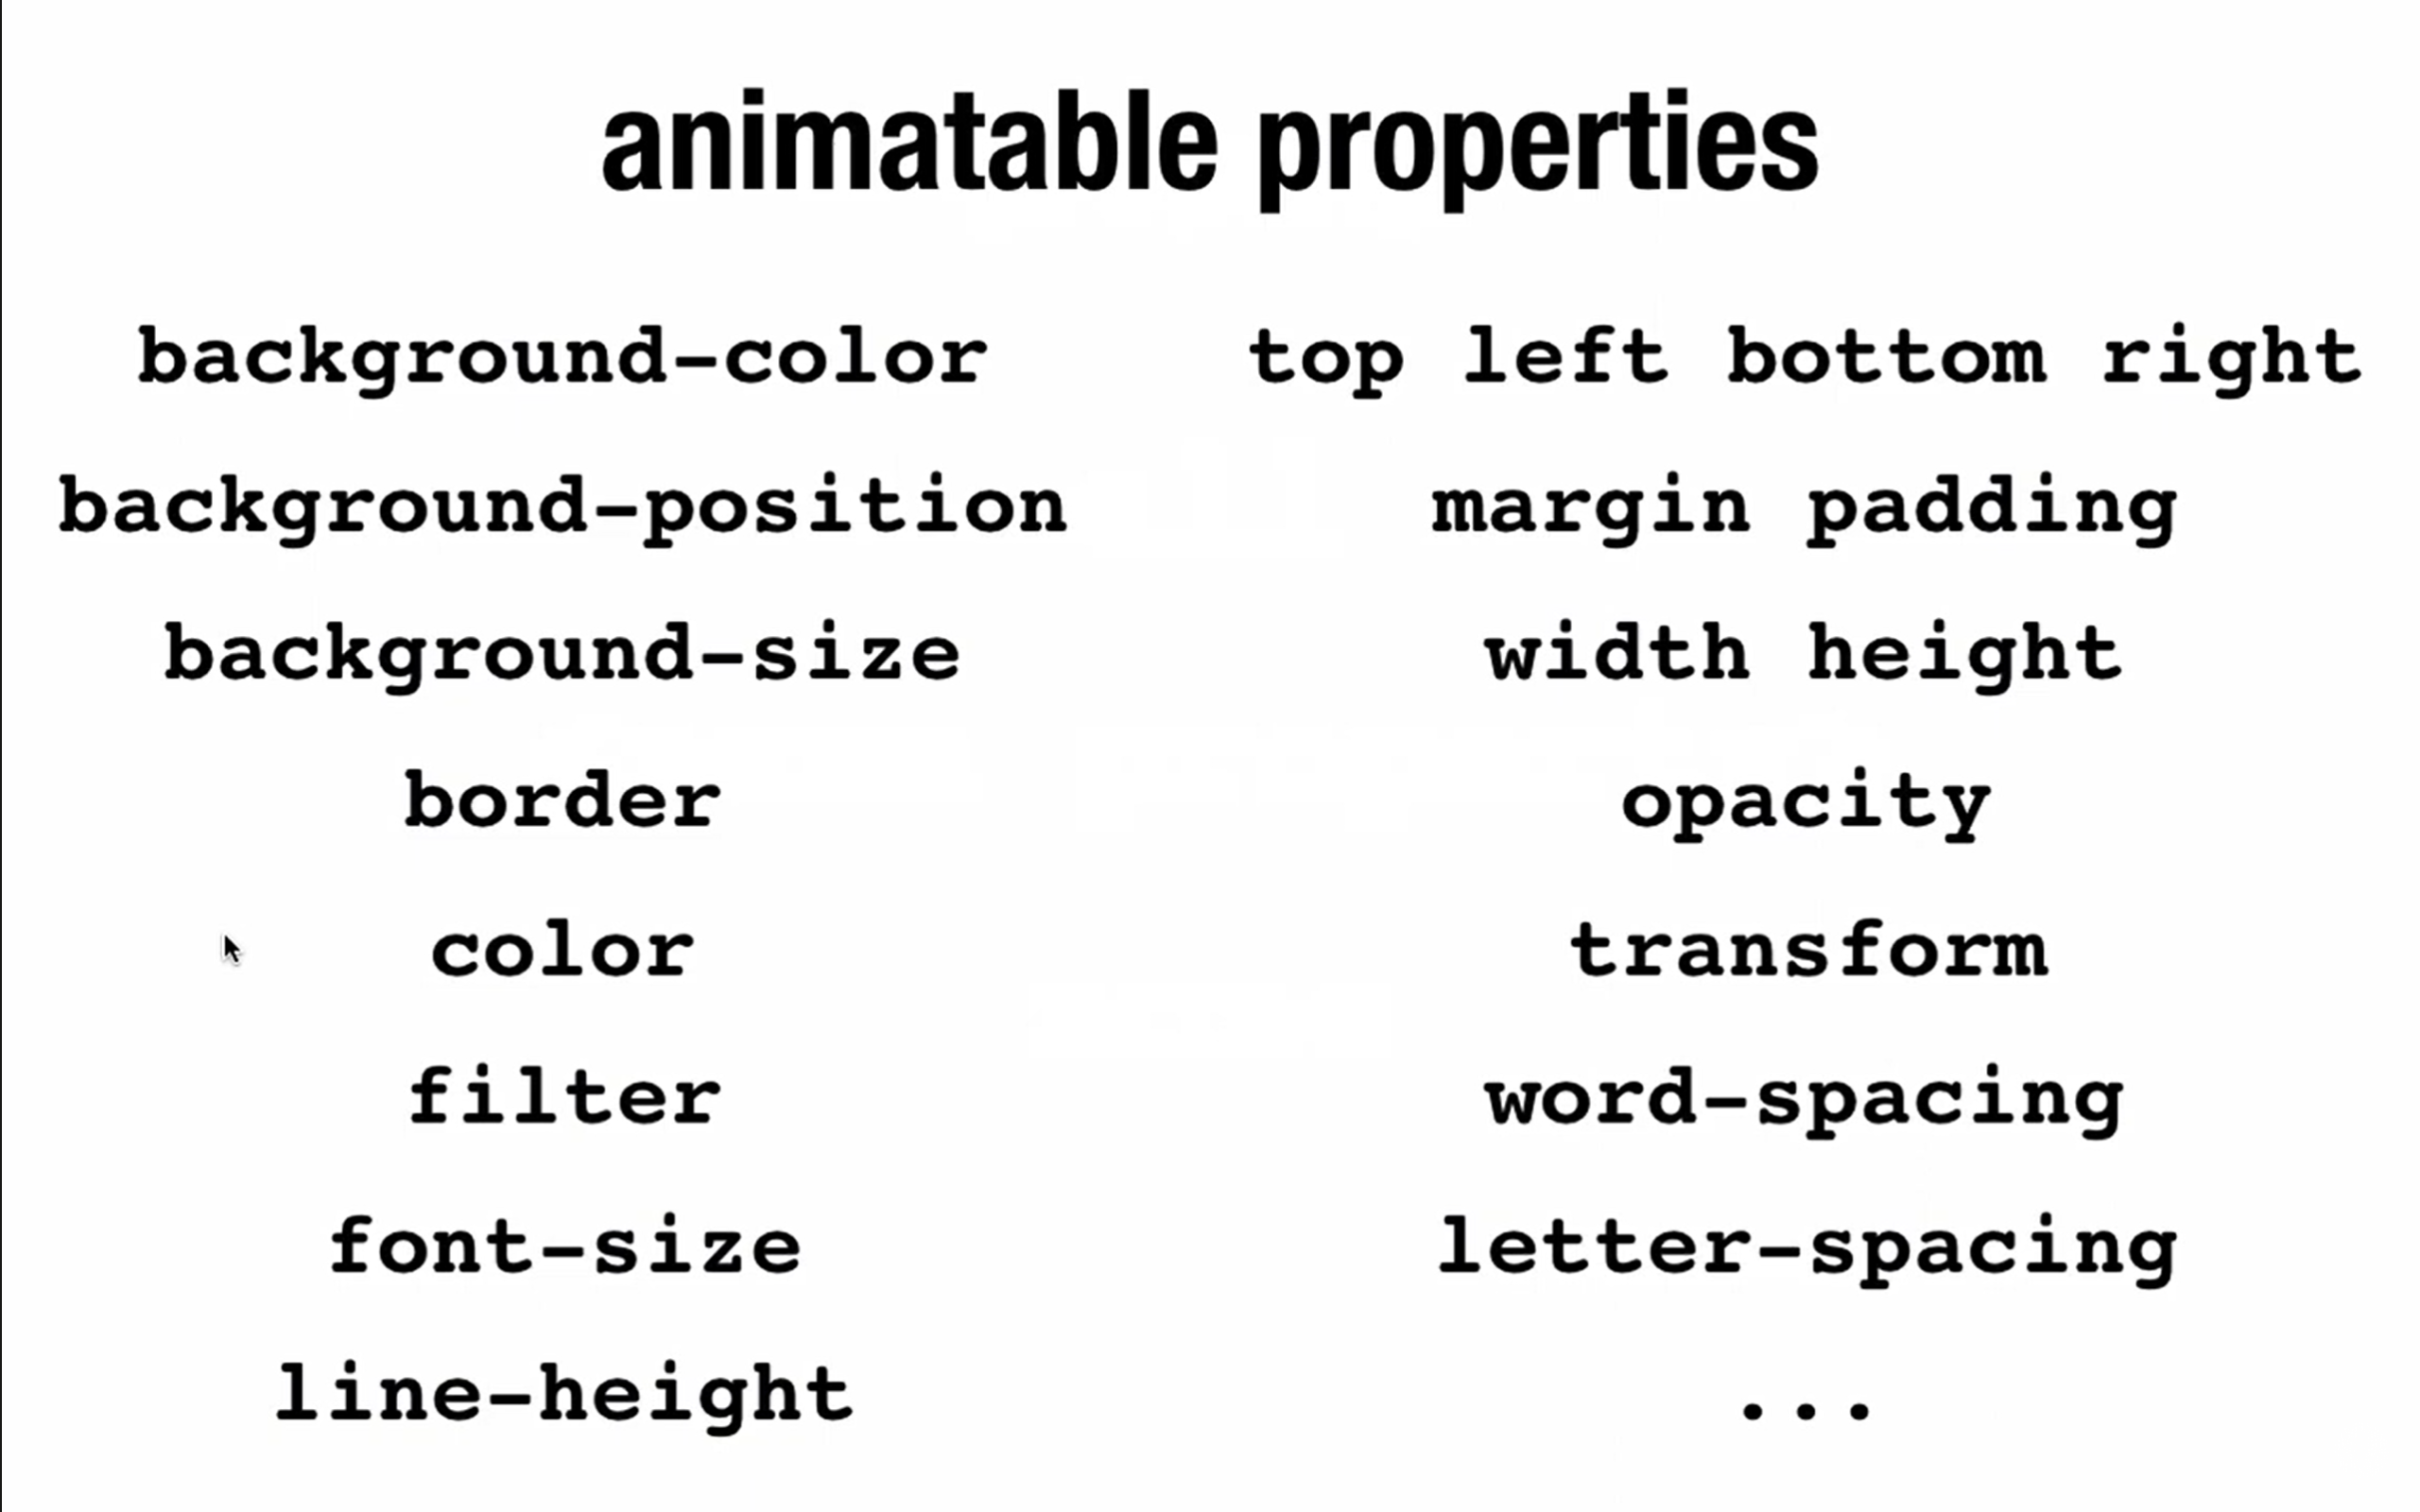 animatable properties
background-color
background-position
background-size
border
color
filter
font-size
line-height
top left bottom right
margin padding
width height
opacity
transform
word-spacing
letter-spacing
...